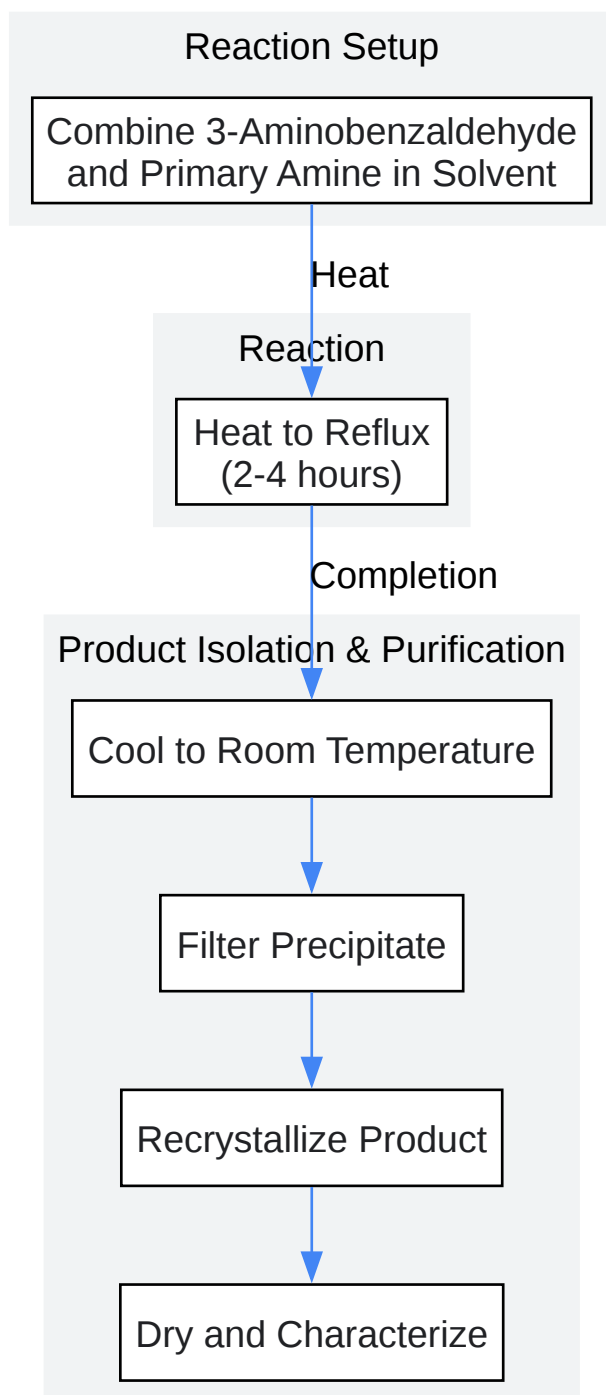 Reaction Setup
Combine 3-Aminobenzaldehyde
and Primary Amine in Solvent
Heat
Reaction
Heat to Reflux
(2-4 hours)
Completion
Product Isolation & Purification
Cool to Room Temperature
Filter Precipitate
Recrystallize Product
Dry and Characterize